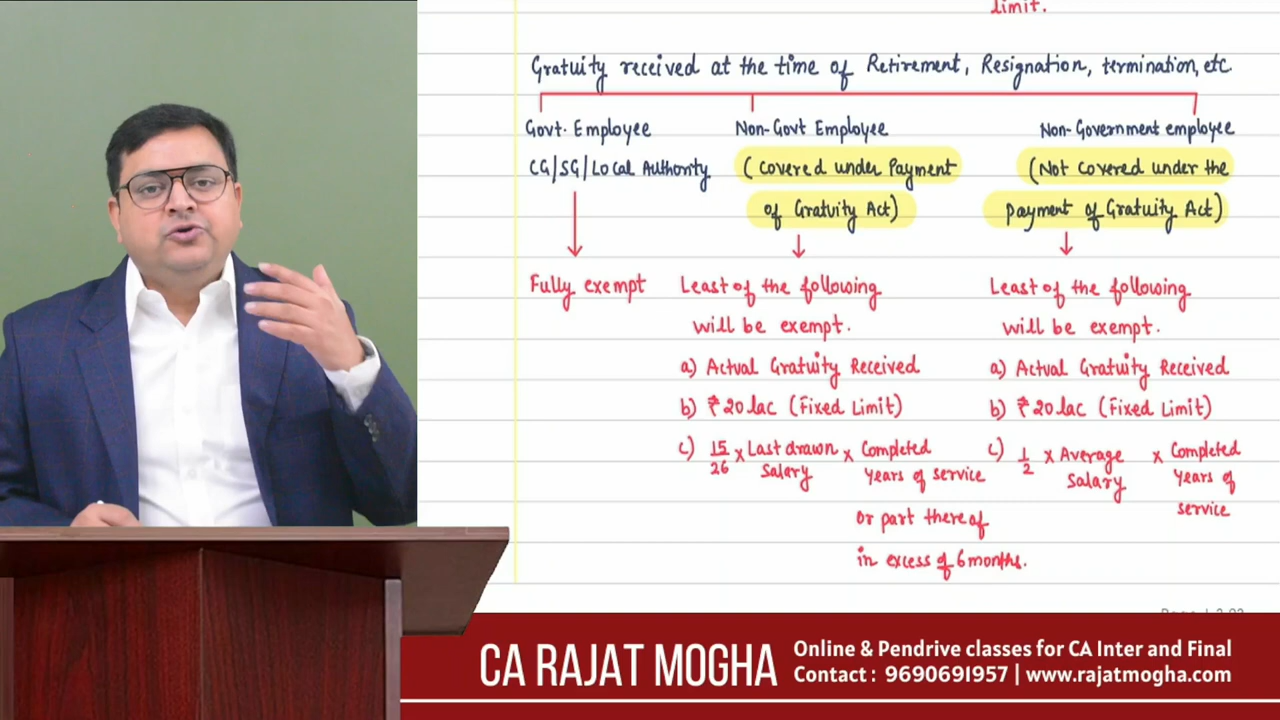 limit.
Gratuity received at the time of Retirement, Resignation, termination, etc.
Govt. Employee
CG/SG/Local Authority
Fully exempt
Non-Govt Employee
(Covered under Payment
of Gratuity Act)
Least of the following
will be exempt.
a) Actual Gratuity Received
b) ₹20 lac (Fixed Limit)
c) 15/26 x Last drawn Salary x Completed years of service
Or part there of
in excess of 6 months.
Non-Government employee
(Not Covered under the
payment of Gratuity Act)
Least of the following
will be exempt.
a) Actual Gratuity Received
b) ₹20 lac (Fixed Limit)
c) 1/2 x Average Salary x Completed years of service
CA RAJAT MOGHA
Online & Pendrive classes for CA Inter and Final
Contact : 9690691957 | www.rajatmogha.com